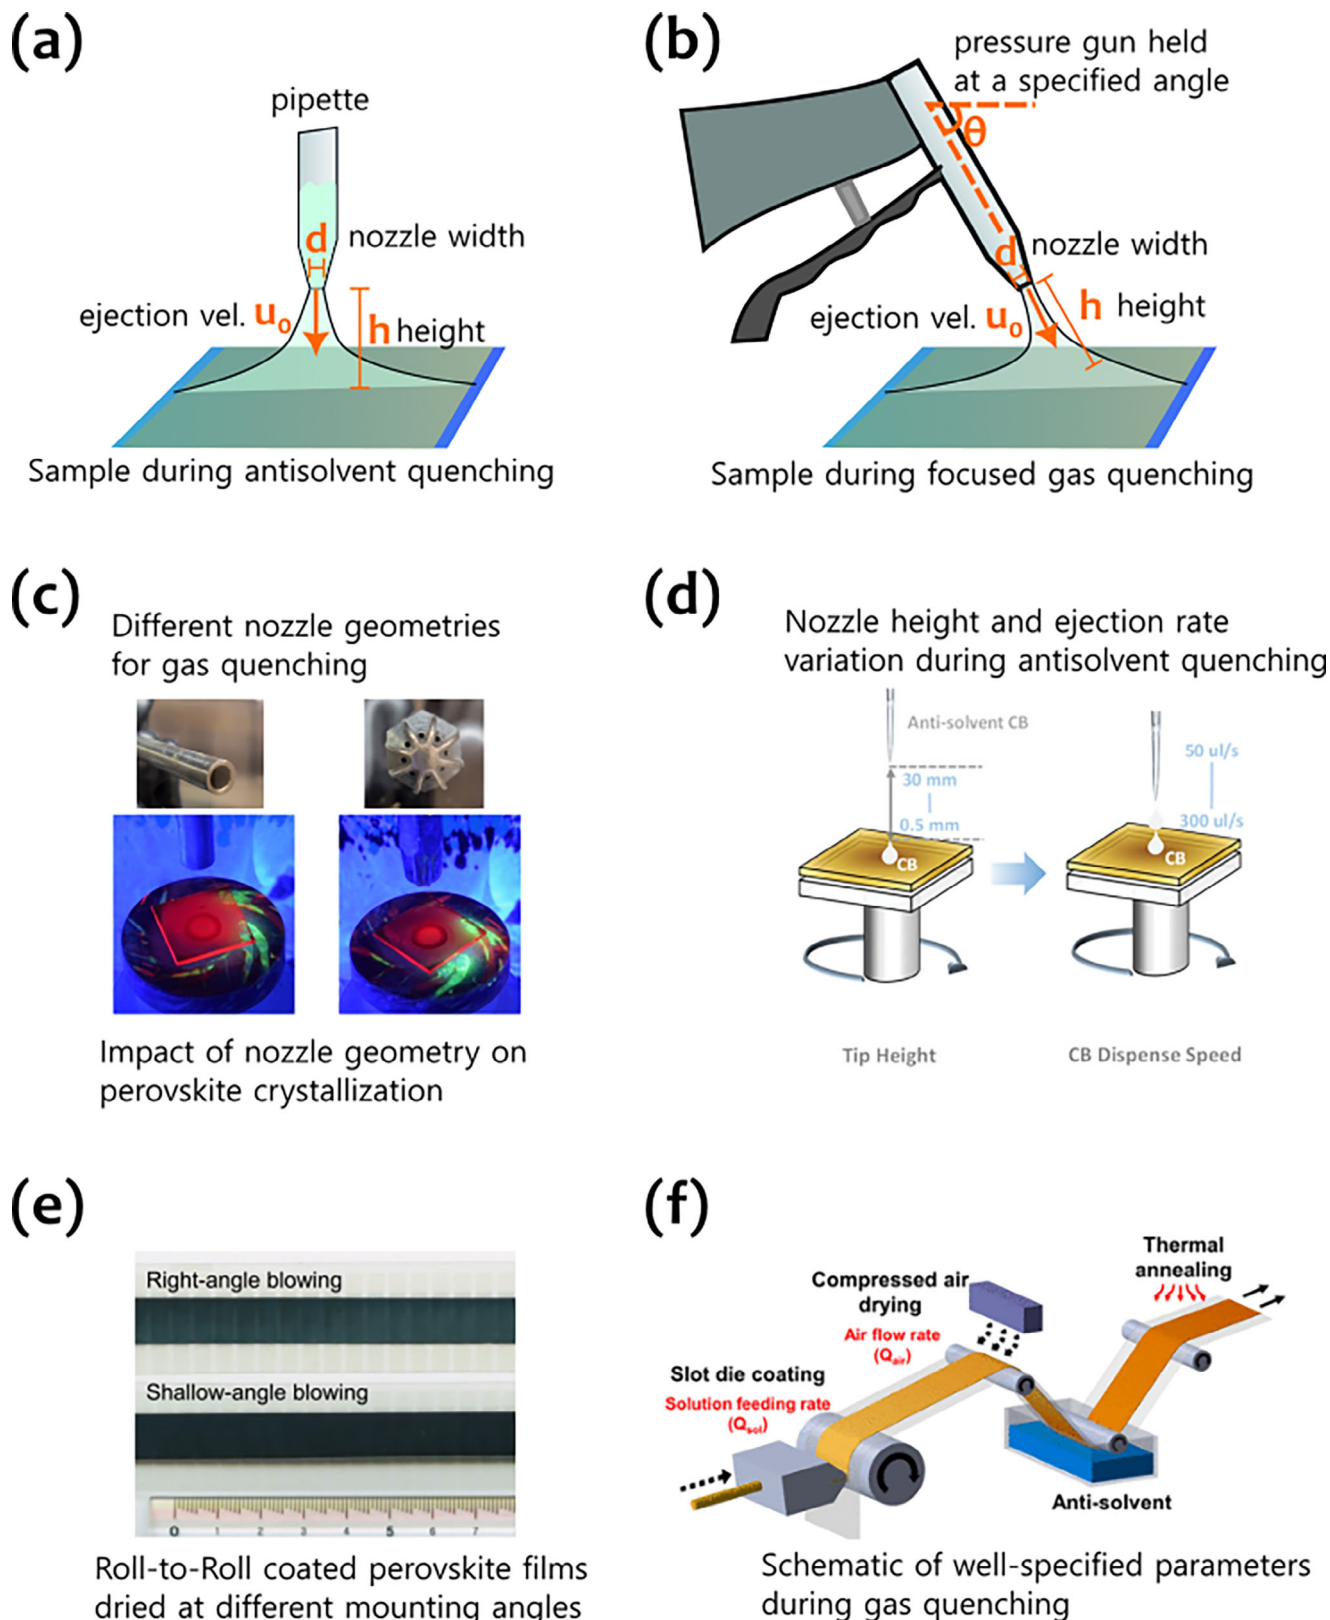 (a)
pipette
d nozzle width
ejection vel. u₀
h height
Sample during antisolvent quenching
(b)
pressure gun held
at a specified angle
θ
d nozzle width
h height
ejection vel. u₀
Sample during focused gas quenching
(c)
Different nozzle geometries
for gas quenching
Impact of nozzle geometry on
perovskite crystallization
(d)
Nozzle height and ejection rate
variation during antisolvent quenching
Anti-solvent CB
30 mm
0.5 mm
CB
50 ul/s
300 ul/s
CB
Tip Height
CB Dispense Speed
(e)
Right-angle blowing
Shallow-angle blowing
0 1 2 3 4 5 6 7
Roll-to-Roll coated perovskite films
dried at different mounting angles
(f)
Thermal
annealing
Compressed air
drying
Air flow rate
(Qair)
Slot die coating
Solution feeding rate
(Qsol)
Anti-solvent
Schematic of well-specified parameters
during gas quenching